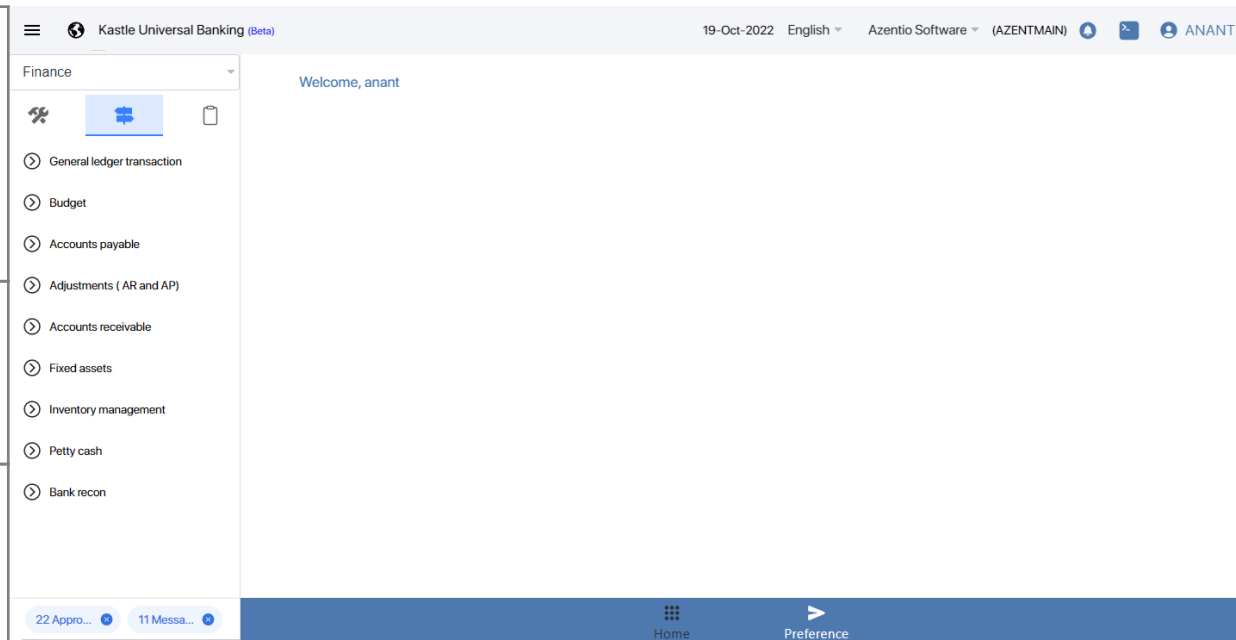 Kastle Universal Banking (Beta) 19-Oct-2022 English Azentio Software (AZENTMAIN) ANANT
Finance
Welcome, anant
General ledger transaction
Budget
Accounts payable
Adjustments ( AR and AP)
Accounts receivable
Fixed assets
Inventory management
Petty cash
Bank recon
22 Appro... 11 Messa...
Home Preference